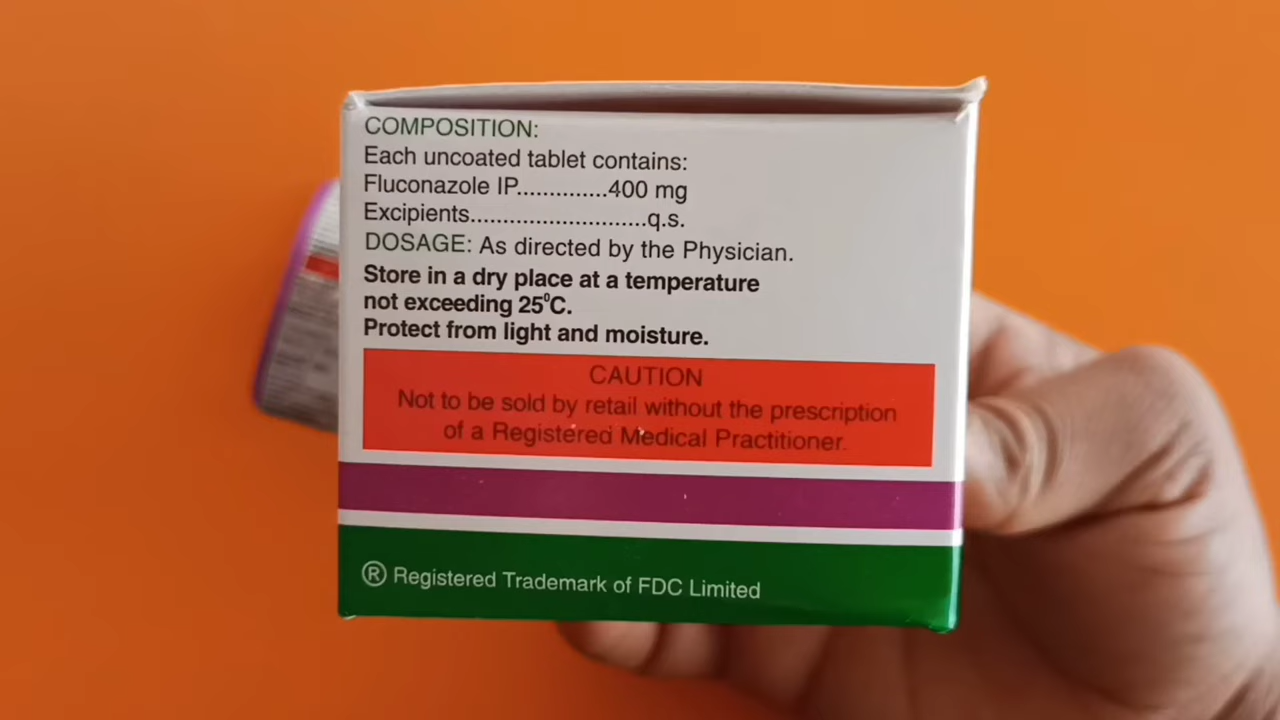 COMPOSITION:
Each uncoated tablet contains:
Fluconazole IP..............400 mg
Excipients...........................q.s.
DOSAGE: As directed by the Physician.
Store in a dry place at a temperature
not exceeding 25⁰C.
Protect from light and moisture.
CAUTION
Not to be sold by retail without the prescription
of a Registered Medical Practitioner.
® Registered Trademark of FDC Limited